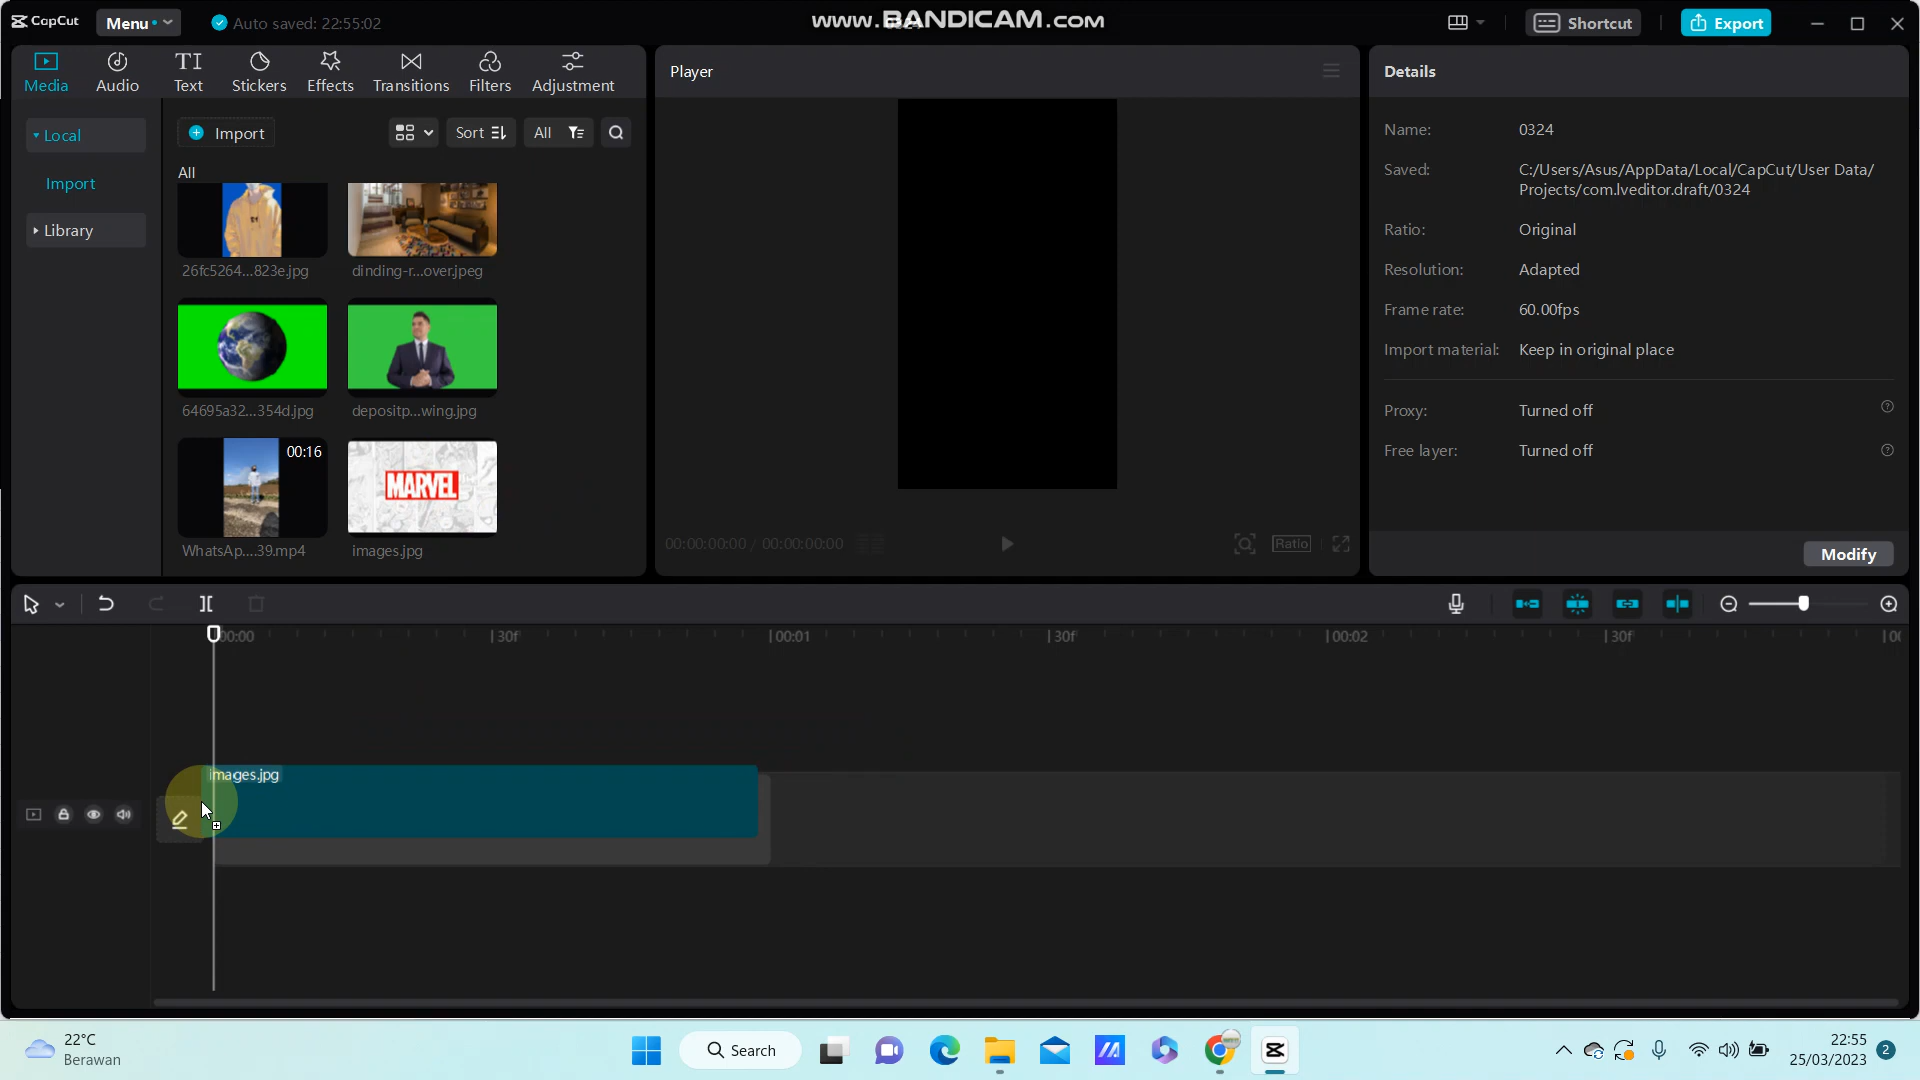 CapCut
Menu
Auto saved: 22:55:02
www.BANDICAM.COM
Shortcut
Export
Media
Audio
TI
Text
Stickers
Effects
Transitions
Filters
Adjustment
Player
Details
Local
Import
Library
Import
Sort
All
All
26fc5264...823e.jpg
dinding-r...over.jpeg
64695a32...354d.jpg
depositp...wing.jpg
00:16
MARVEL
WhatsAp....39.mp4
images.jpg
00:00:00:00 / 00:00:00:00
Ratio
Name:
0324
Saved:
C:/Users/Asus/AppData/Local/CapCut/User Data/
Projects/com.lveditor.draft/0324
Ratio:
Original
Resolution:
Adapted
Frame rate:
60.00fps
Import material:
Keep in original place
Proxy:
Turned off
Free layer:
Turned off
Modify
00:00
30f
00:01
30f
00:02
30f
images.jpg
22°C
Berawan
Search
22:55
25/03/2023
2